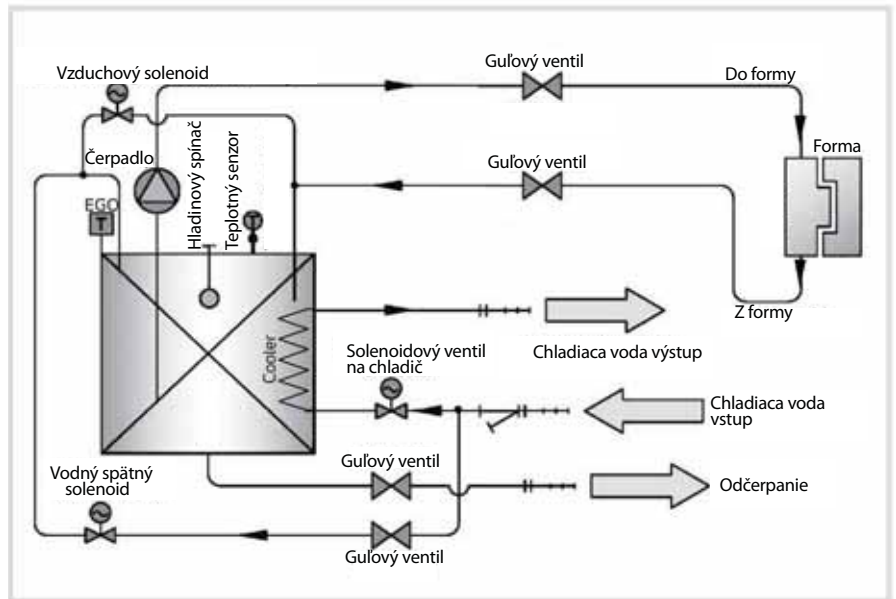 Vzduchový solenoid
Guľový ventil
Do formy
Čerpadlo
Hladinový spínač
Teplotný senzor
Guľový ventil
Forma
EGO
T
T
Z formy
Cooler
Solenoidový ventil
na chladič
Chladiaca voda výstup
Chladiaca voda
vstup
Vodný spätný
solenoid
Guľový ventil
Odčerpanie
Guľový ventil